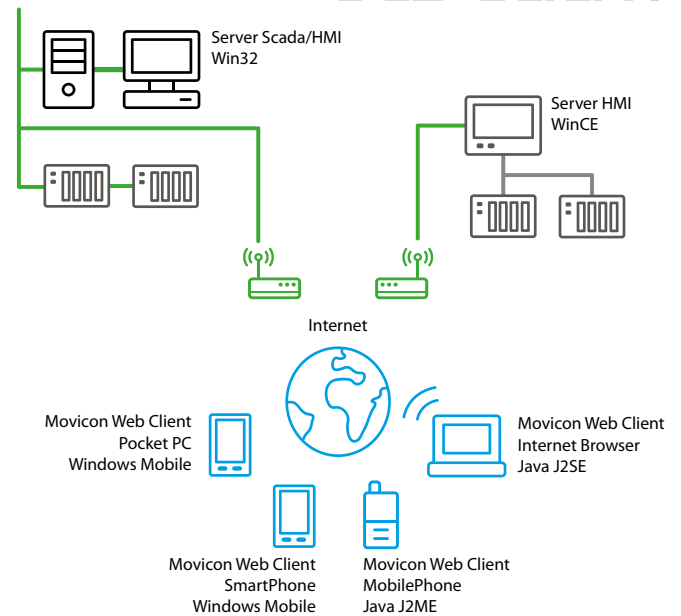 Server Scada/HMI
Win32
Server HMI
WinCE
Internet
Movicon Web Client
Pocket PC
Windows Mobile
Movicon Web Client
Internet Browser
Java J2SE
Movicon Web Client
SmartPhone
Windows Mobile
Movicon Web Client
MobilePhone
Java J2ME